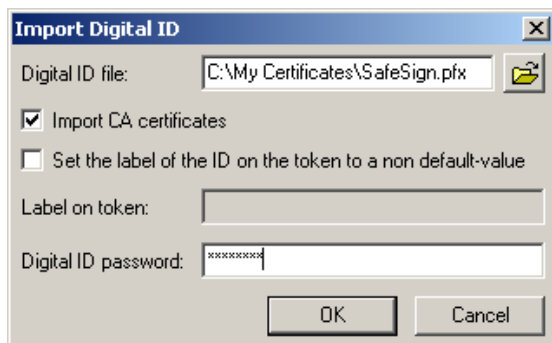 Import Digital ID
Digital ID file: C:\My Certificates\SafeSign.pfx
Import CA certificates
Set the label of the ID on the token to a non default-value
Label on token:
Digital ID password: ********
OK Cancel